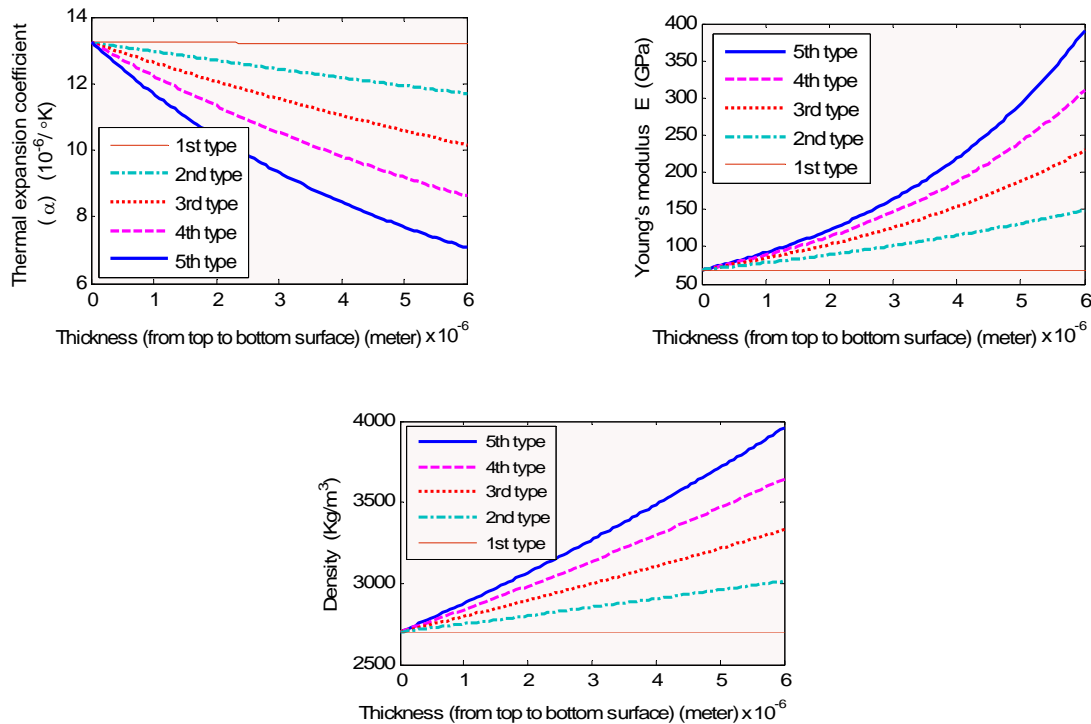 Thermal expansion coefficient
(α) (10-6/ °K)
14
12
10
8
6
1st type
2nd type
3rd type
4th type
5th type
0 1 2 3 4 5 6
Thickness (from top to bottom surface) (meter) x10-6
Young's modulus E (GPa)
400
350
300
250
200
150
100
50
5th type
4th type
3rd type
2nd type
1st type
0 1 2 3 4 5 6
Thickness (from top to bottom surface) (meter) x10-6
Density (Kg/m3)
4000
3500
3000
2500
5th type
4th type
3rd type
2nd type
1st type
0 1 2 3 4 5 6
Thickness (from top to bottom surface) (meter) x10-6